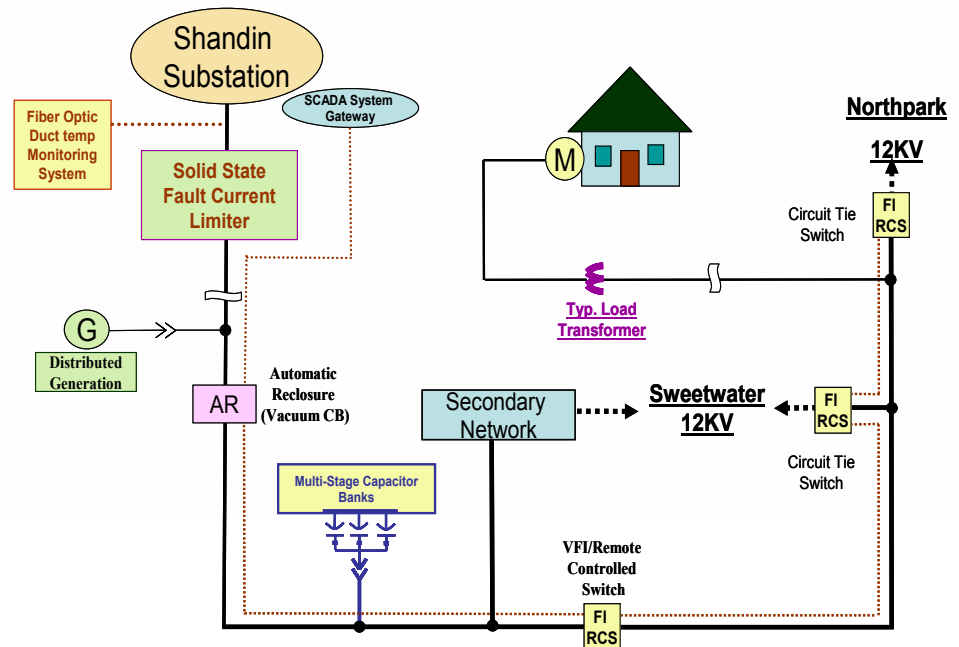 Shandin
Substation
SCADA System
Gateway
Fiber Optic
Duct temp
Monitoring
System
Solid State
Fault Current
Limiter
Northpark
12KV
M
Circuit Tie
Switch
FI
RCS
Typ. Load
Transformer
G
Distributed
Generation
Automatic
Reclosure
(Vacuum CB)
AR
Secondary
Network
Sweetwater
12KV
FI
RCS
Circuit Tie
Switch
Multi-Stage Capacitor
Banks
VFI/Remote
Controlled
Switch
FI
RCS